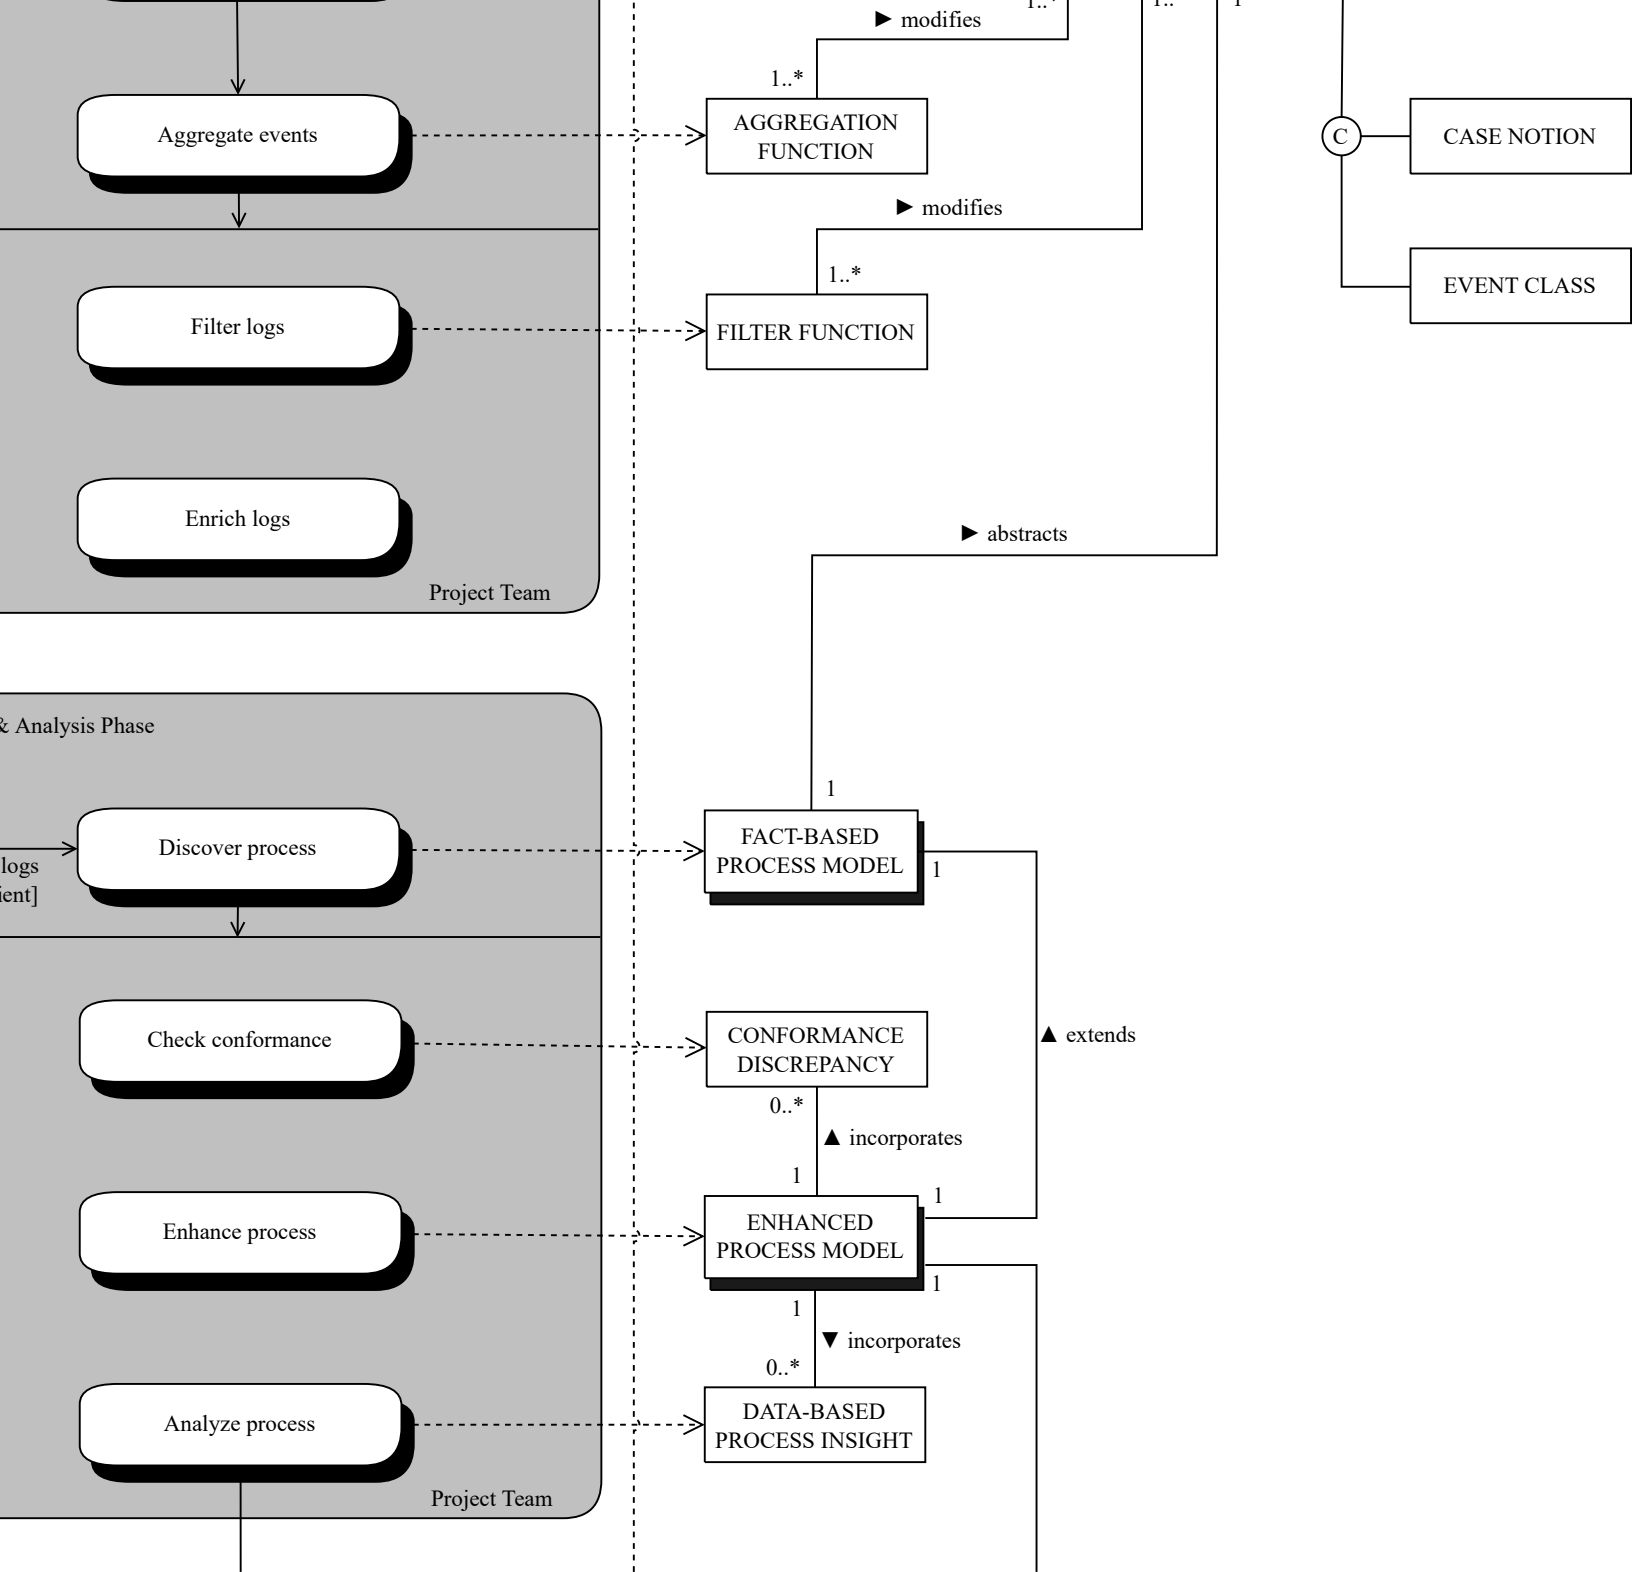 ► modifies
1..*
Aggregate events
AGGREGATION
FUNCTION
C
CASE NOTION
► modifies
1..*
EVENT CLASS
Filter logs
FILTER FUNCTION
Enrich logs
► abstracts
Project Team
& Analysis Phase
1
Discover process
FACT-BASED
PROCESS MODEL
1
logs
ient]
Check conformance
CONFORMANCE
DISCREPANCY
▲ extends
0..*
▲ incorporates
1
1
Enhance process
ENHANCED
PROCESS MODEL
1
1
▼ incorporates
0..*
Analyze process
DATA-BASED
PROCESS INSIGHT
Project Team